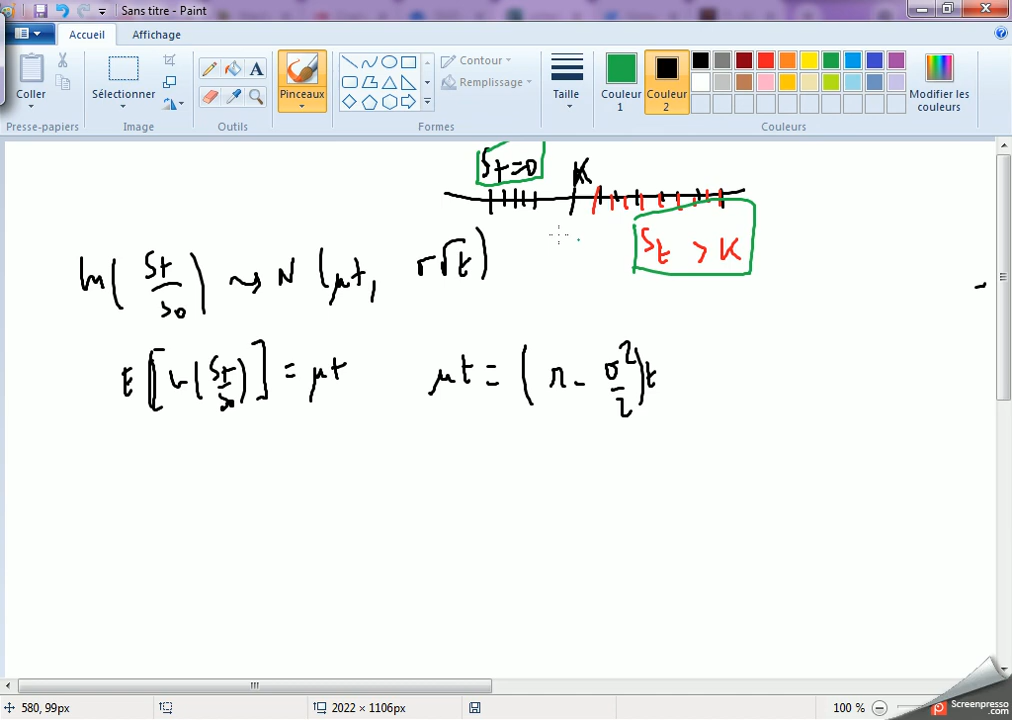 Sans titre - Paint
Accueil Affichage
Coller
Sélectionner
Pinceaux
Contour
Remplissage
Taille
Couleur 1
Couleur 2
Modifier les couleurs
Presse-papiers Image Outils Formes Couleurs
St=0 K
St > K
ln(St/S0) ~> N (μt, σ√t)
E[ln(St/S0)] = μt μt = (r - σ²/2)t
580, 99px 2022 × 1106px 100 %
Screenpresso.com